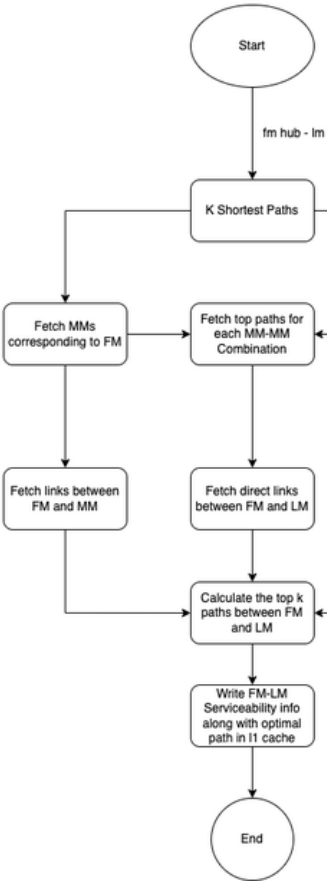 Start
fm hub - lm
K Shortest Paths
Fetch MMs
corresponding to FM
Fetch top paths for
each MM-MM
Combination
Fetch links between
FM and MM
Fetch direct links
between FM and LM
Calculate the top k
paths between FM
and LM
Write FM-LM
Serviceability info
along with optimal
path in l1 cache
End